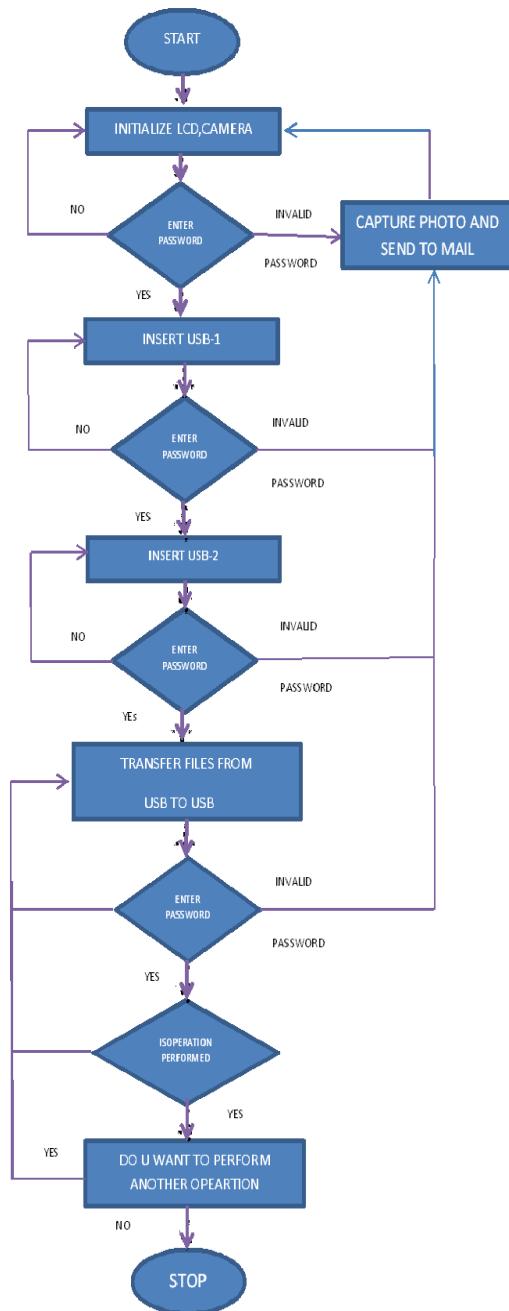 START
INITIALIZE LCD,CAMERA
NO
ENTER
PASSWORD
INVALID
PASSWORD
CAPTURE PHOTO AND
SEND TO MAIL
YES
INSERT USB-1
NO
ENTER
PASSWORD
INVALID
PASSWORD
YES
INSERT USB-2
NO
ENTER
PASSWORD
INVALID
PASSWORD
YEs
TRANSFER FILES FROM
USB TO USB
ENTER
PASSWORD
INVALID
PASSWORD
YES
ISOPERATION
PERFORMED
YES
YES
DO U WANT TO PERFORM
ANOTHER OPEARTION
NO
STOP